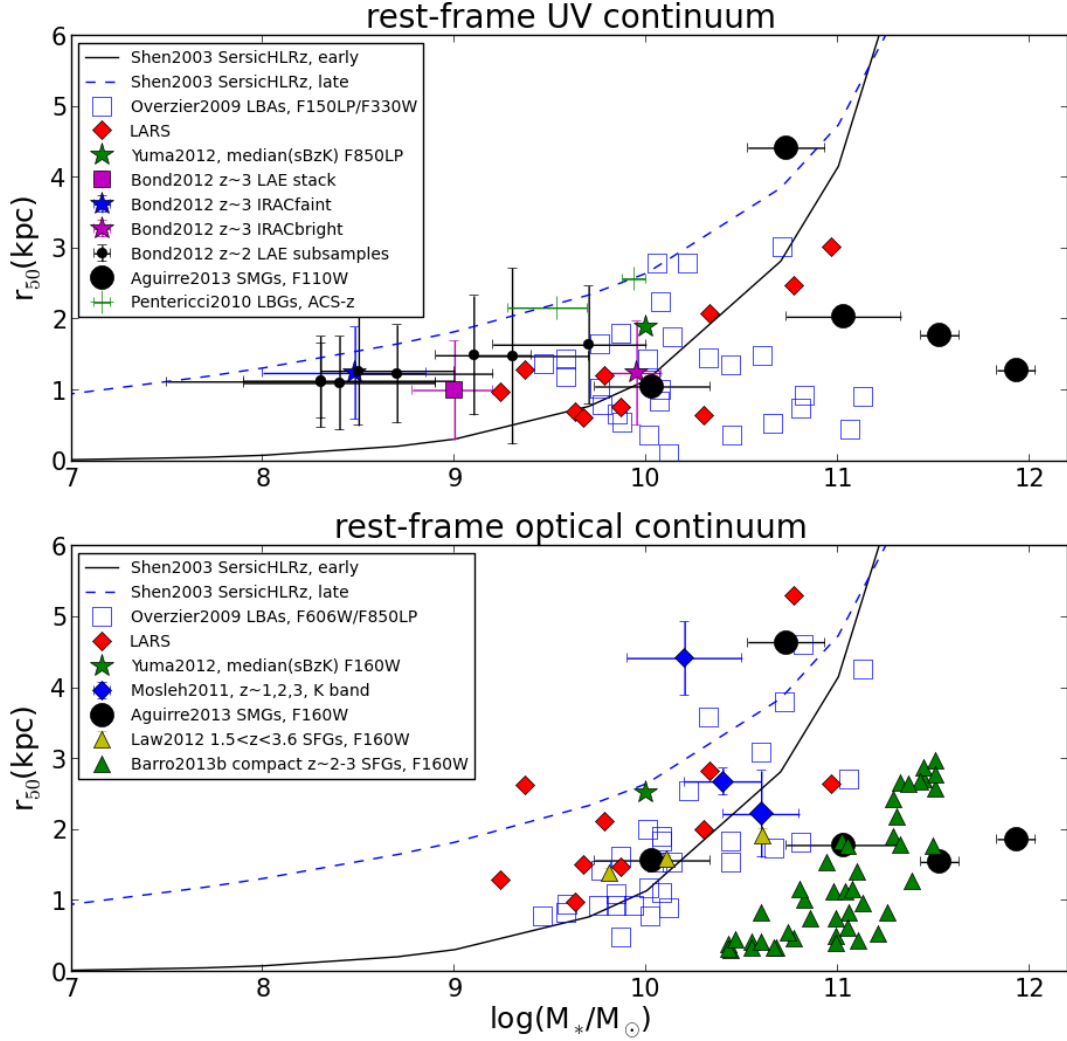 rest-frame UV continuum
6
5
4
3
2
1
0
r50(kpc)
Shen2003 SersicHLRz, early
Shen2003 SersicHLRz, late
Overzier2009 LBAs, F150LP/F330W
LARS
Yuma2012, median(sBzK) F850LP
Bond2012 z~3 LAE stack
Bond2012 z~3 IRACfaint
Bond2012 z~3 IRACbright
Bond2012 z~2 LAE subsamples
Aguirre2013 SMGs, F110W
Pentericci2010 LBGs, ACS-z
7 8 9 10 11 12
rest-frame optical continuum
6
5
4
3
2
1
0
r50(kpc)
Shen2003 SersicHLRz, early
Shen2003 SersicHLRz, late
Overzier2009 LBAs, F606W/F850LP
LARS
Yuma2012, median(sBzK) F160W
Mosleh2011, z~1,2,3, K band
Aguirre2013 SMGs, F160W
Law2012 1.5<z<3.6 SFGs, F160W
Barro2013b compact z~2-3 SFGs, F160W
7 8 9 10 11 12
log(M*/M⊙)